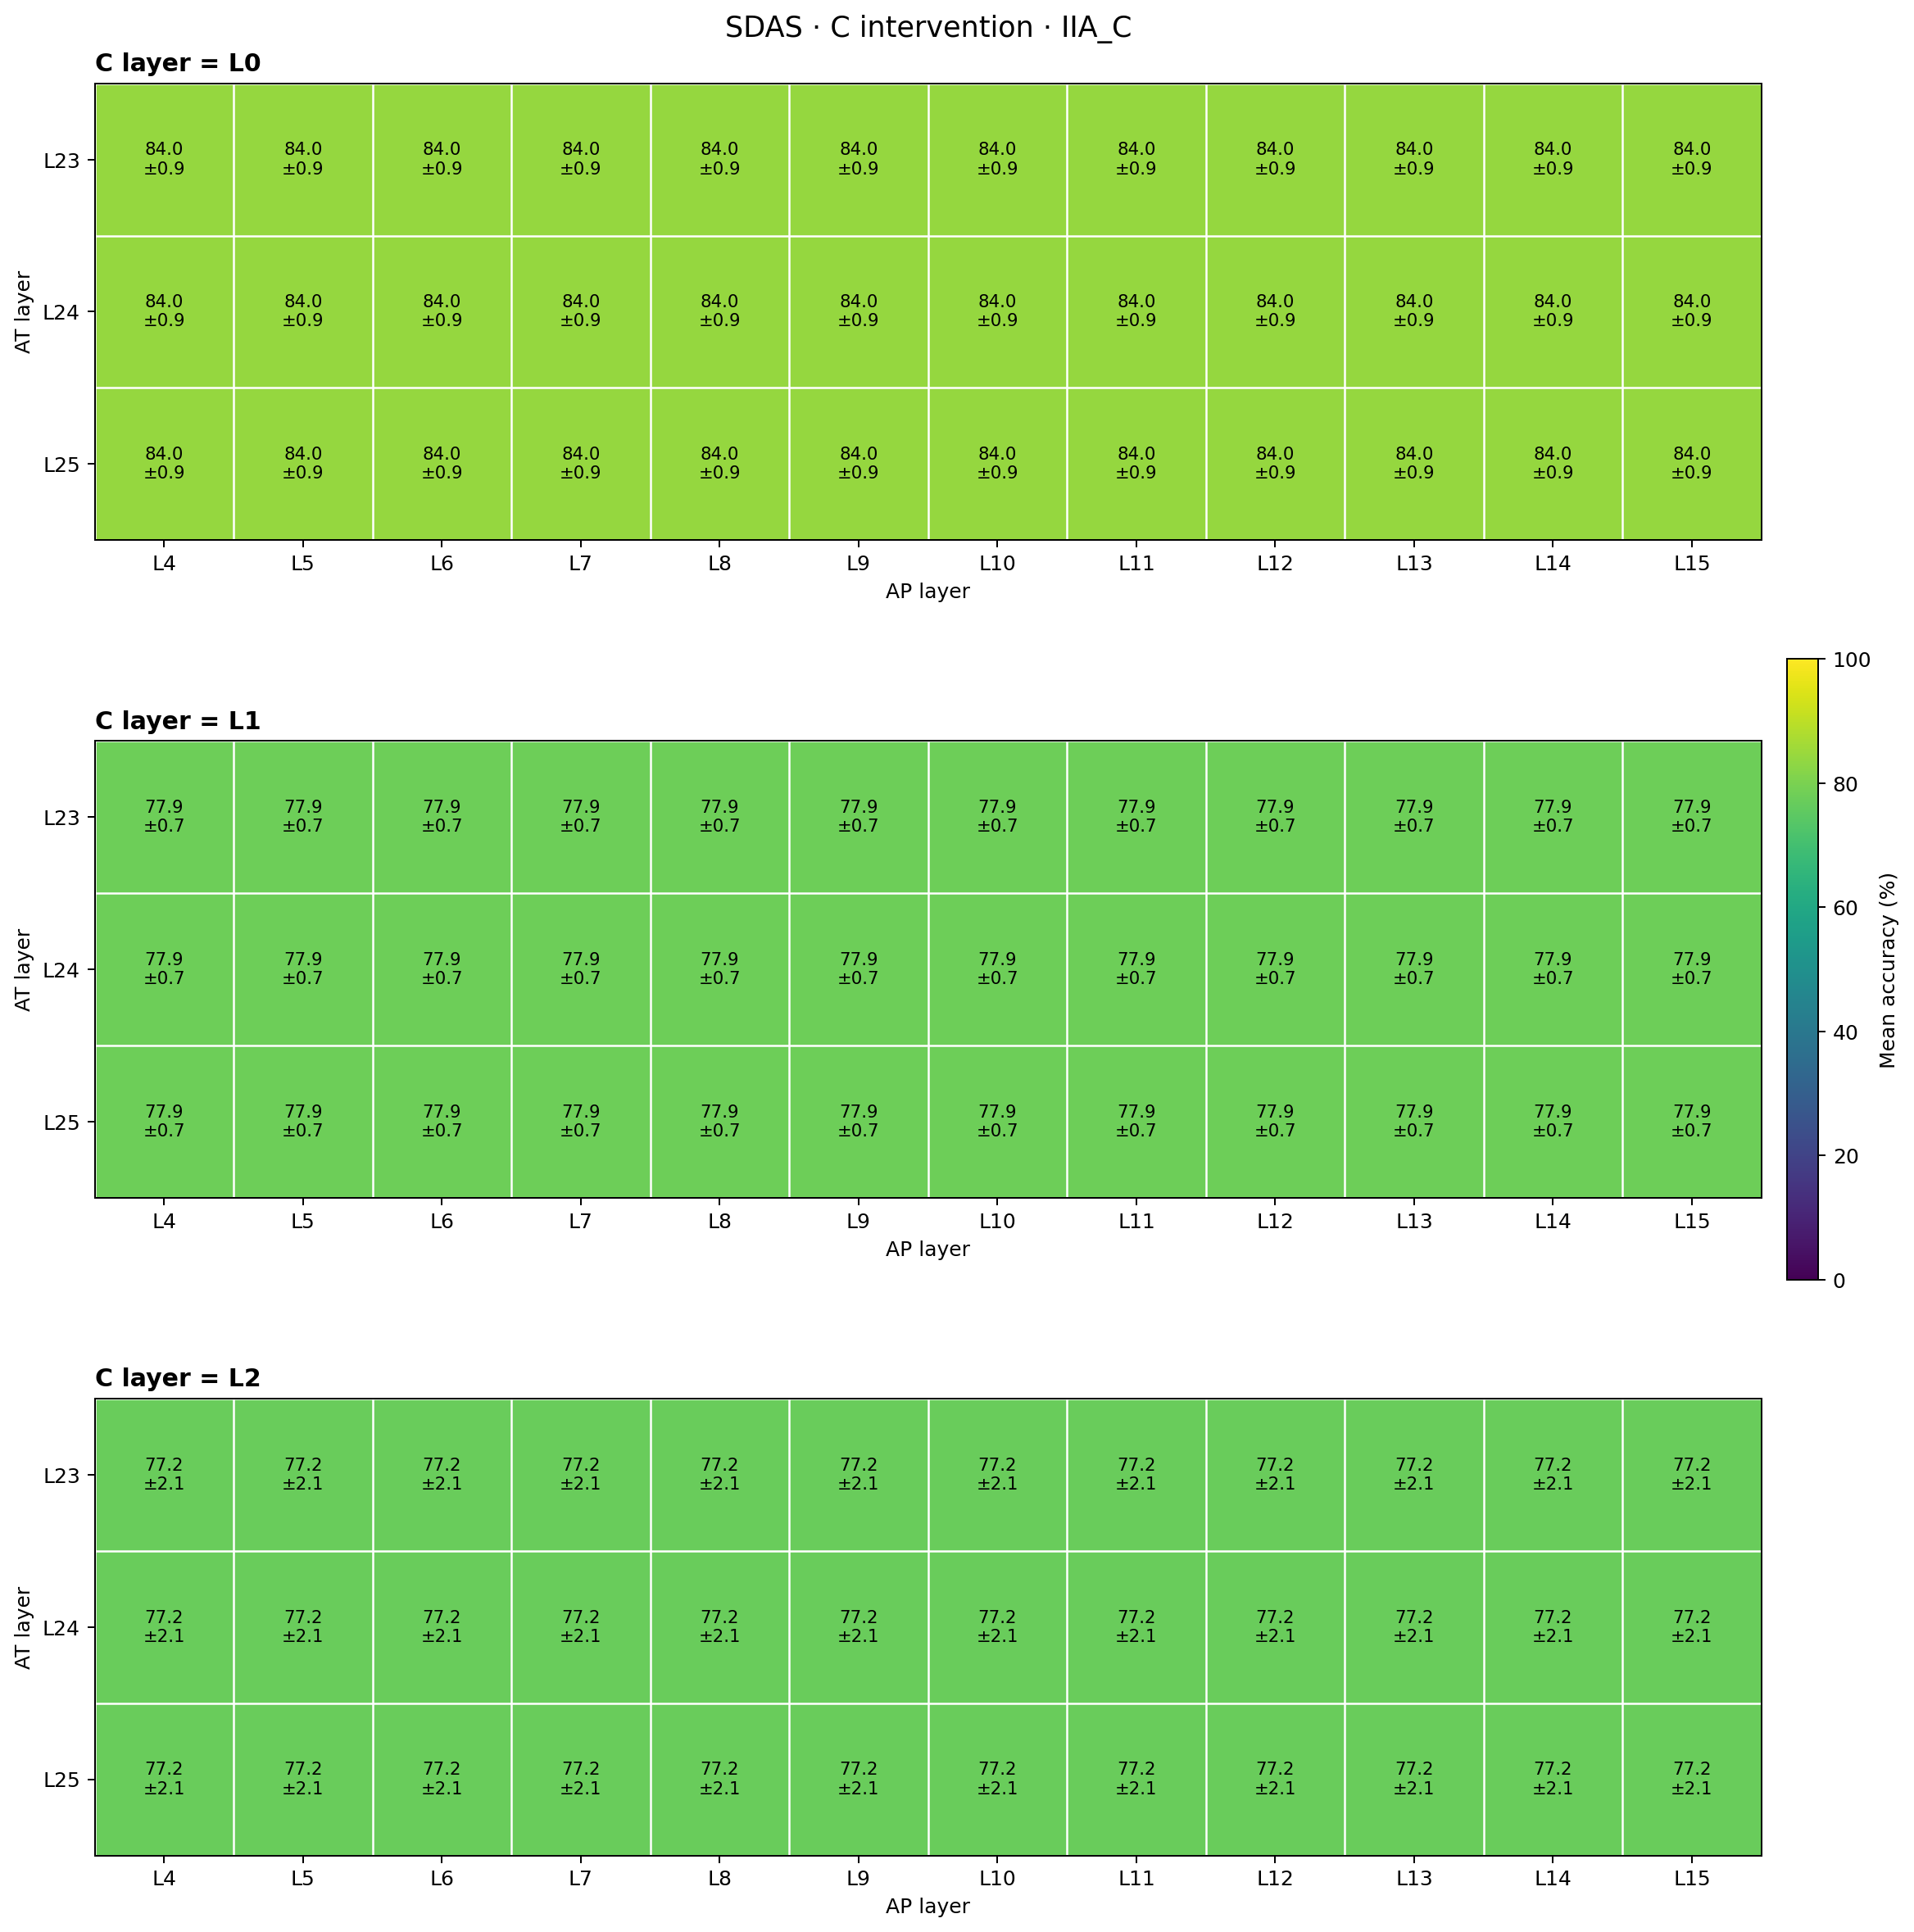 SDAS · C intervention · IIA_C
C layer = L0
84.0 84.0 84.0 84.0 84.0 84.0 84.0 84.0 84.0 84.0 84.0 84.0
L23
±0.9 ±0.9 ±0.9 ±0.9 ±0.9 ±0.9 ±0.9 ±0.9 ±0.9 ±0.9 ±0.9 ±0.9
84.0 84.0 84.0 84.0 84.0 84.0 84.0 84.0 84.0 84.0 84.0 84.0
AT layer
L24
±0.9 ±0.9 ±0.9 ±0.9 ±0.9 ±0.9 ±0.9 ±0.9 ±0.9 ±0.9 ±0.9 ±0.9
84.0 84.0 84.0 84.0 84.0 84.0 84.0 84.0 84.0 84.0 84.0 84.0
L25
±0.9 ±0.9 ±0.9 ±0.9 ±0.9 ±0.9 ±0.9 ±0.9 ±0.9 ±0.9 ±0.9 ±0.9
L4 L5 L6 L7 L8 L9 L10 L11 L12 L13 L14 L15
AP layer
C layer = L1
77.9 77.9 77.9 77.9 77.9 77.9 77.9 77.9 77.9 77.9 77.9 77.9
L23
±0.7 ±0.7 ±0.7 ±0.7 ±0.7 ±0.7 ±0.7 ±0.7 ±0.7 ±0.7 ±0.7 ±0.7
77.9 77.9 77.9 77.9 77.9 77.9 77.9 77.9 77.9 77.9 77.9 77.9
AT layer
L24
±0.7 ±0.7 ±0.7 ±0.7 ±0.7 ±0.7 ±0.7 ±0.7 ±0.7 ±0.7 ±0.7 ±0.7
77.9 77.9 77.9 77.9 77.9 77.9 77.9 77.9 77.9 77.9 77.9 77.9
L25
±0.7 ±0.7 ±0.7 ±0.7 ±0.7 ±0.7 ±0.7 ±0.7 ±0.7 ±0.7 ±0.7 ±0.7
L4 L5 L6 L7 L8 L9 L10 L11 L12 L13 L14 L15
AP layer
100
80
60
40
20
0
Mean accuracy (%)
C layer = L2
77.2 77.2 77.2 77.2 77.2 77.2 77.2 77.2 77.2 77.2 77.2 77.2
L23
±2.1 ±2.1 ±2.1 ±2.1 ±2.1 ±2.1 ±2.1 ±2.1 ±2.1 ±2.1 ±2.1 ±2.1
77.2 77.2 77.2 77.2 77.2 77.2 77.2 77.2 77.2 77.2 77.2 77.2
AT layer
L24
±2.1 ±2.1 ±2.1 ±2.1 ±2.1 ±2.1 ±2.1 ±2.1 ±2.1 ±2.1 ±2.1 ±2.1
77.2 77.2 77.2 77.2 77.2 77.2 77.2 77.2 77.2 77.2 77.2 77.2
L25
±2.1 ±2.1 ±2.1 ±2.1 ±2.1 ±2.1 ±2.1 ±2.1 ±2.1 ±2.1 ±2.1 ±2.1
L4 L5 L6 L7 L8 L9 L10 L11 L12 L13 L14 L15
AP layer